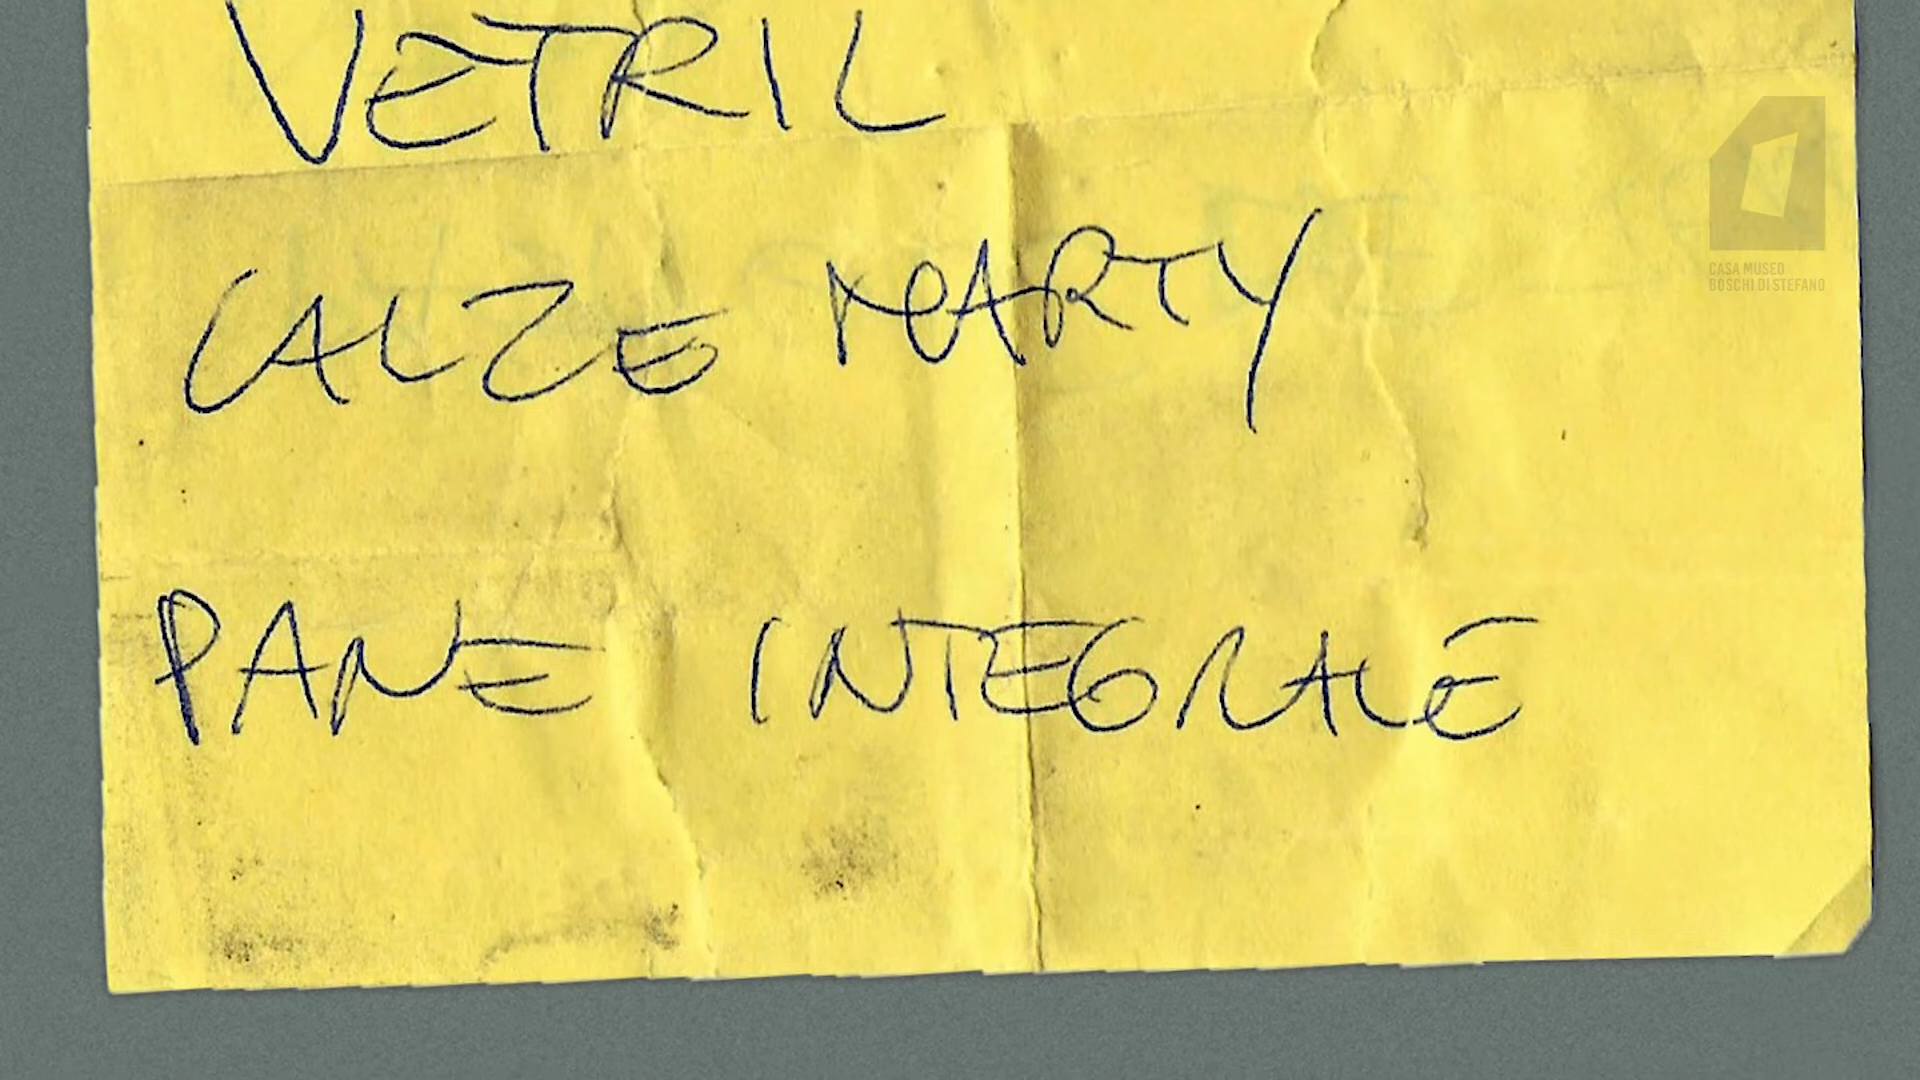 VETRIL
CALZE MARTY
PANE INTEGRALE
CASA MUSEO
BOSCHI DI STEFANO